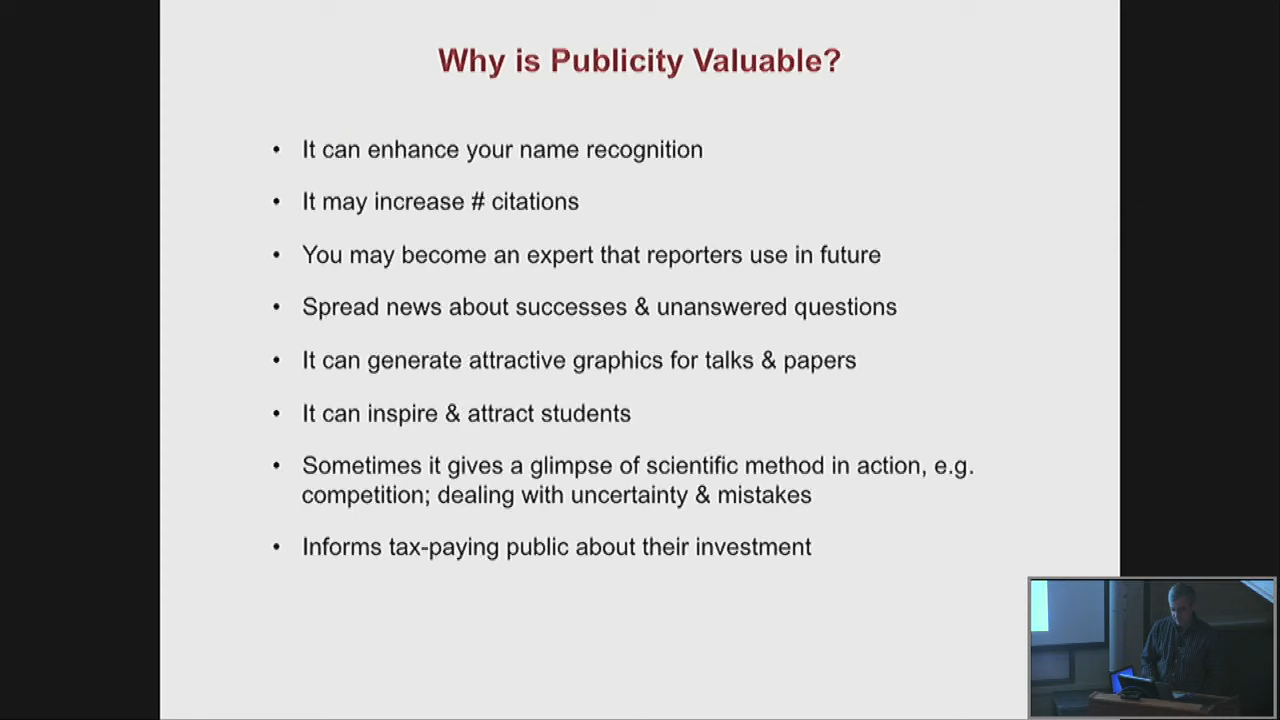 Why is Publicity Valuable?
• It can enhance your name recognition
• It may increase # citations
• You may become an expert that reporters use in future
• Spread news about successes & unanswered questions
• It can generate attractive graphics for talks & papers
• It can inspire & attract students
• Sometimes it gives a glimpse of scientific method in action, e.g.
competition; dealing with uncertainty & mistakes
• Informs tax-paying public about their investment